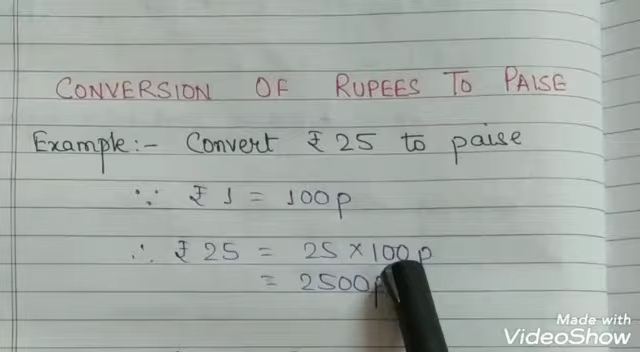 CONVERSION OF RUPEES TO PAISE
Example:- Convert ₹ 25 to paise
∵ ₹ 1 = 100p
∴ ₹ 25 = 25 × 100p
= 2500p
Made with
VideoShow